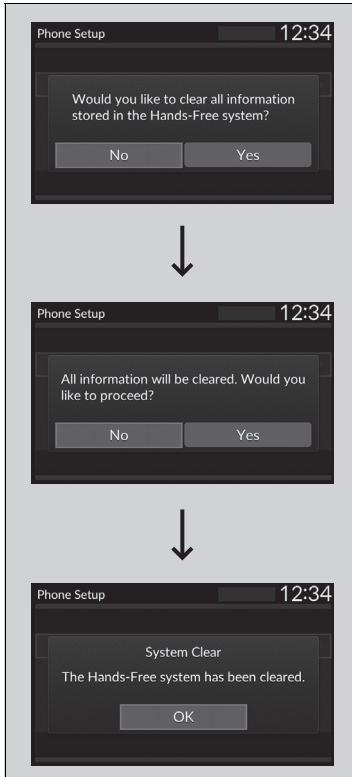 Phone Setup 12:34
Would you like to clear all information
stored in the Hands-Free system?
No Yes
Phone Setup 12:34
All information will be cleared. Would you
like to proceed?
No Yes
Phone Setup 12:34
System Clear
The Hands-Free system has been cleared.
OK